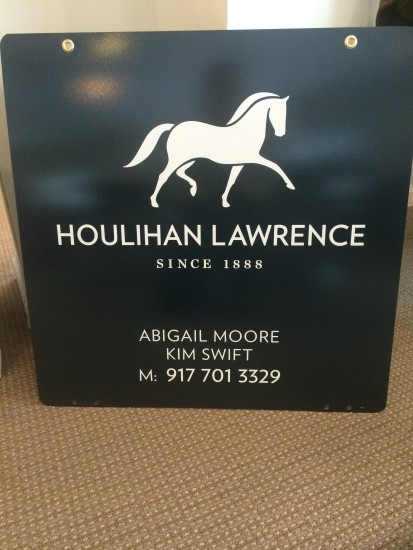 HOULIHAN LAWRENCE
SINCE 1888
ABIGAIL MOORE
KIM SWIFT
M: 917 701 3329